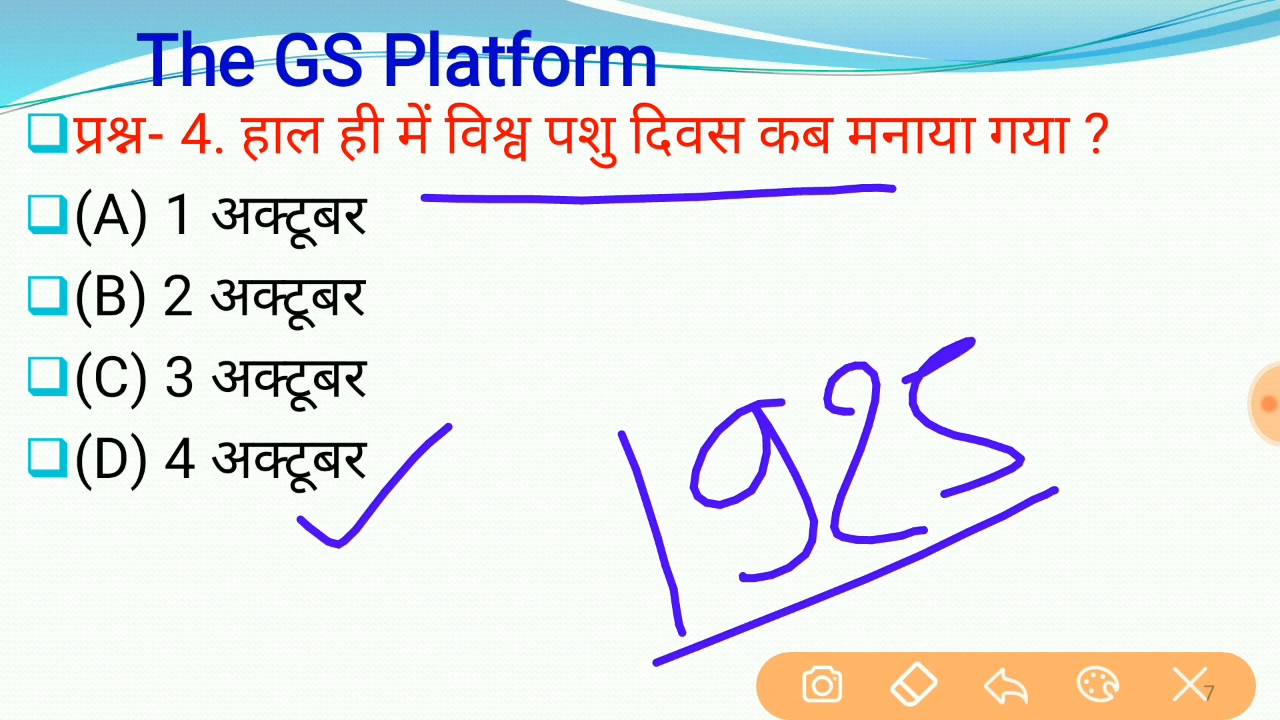 The GS Platform
प्रश्न- 4. हाल ही में विश्व पशु दिवस कब मनाया गया ?
(A) 1 अक्टूबर
(B) 2 अक्टूबर
(C) 3 अक्टूबर
(D) 4 अक्टूबर
1925
7